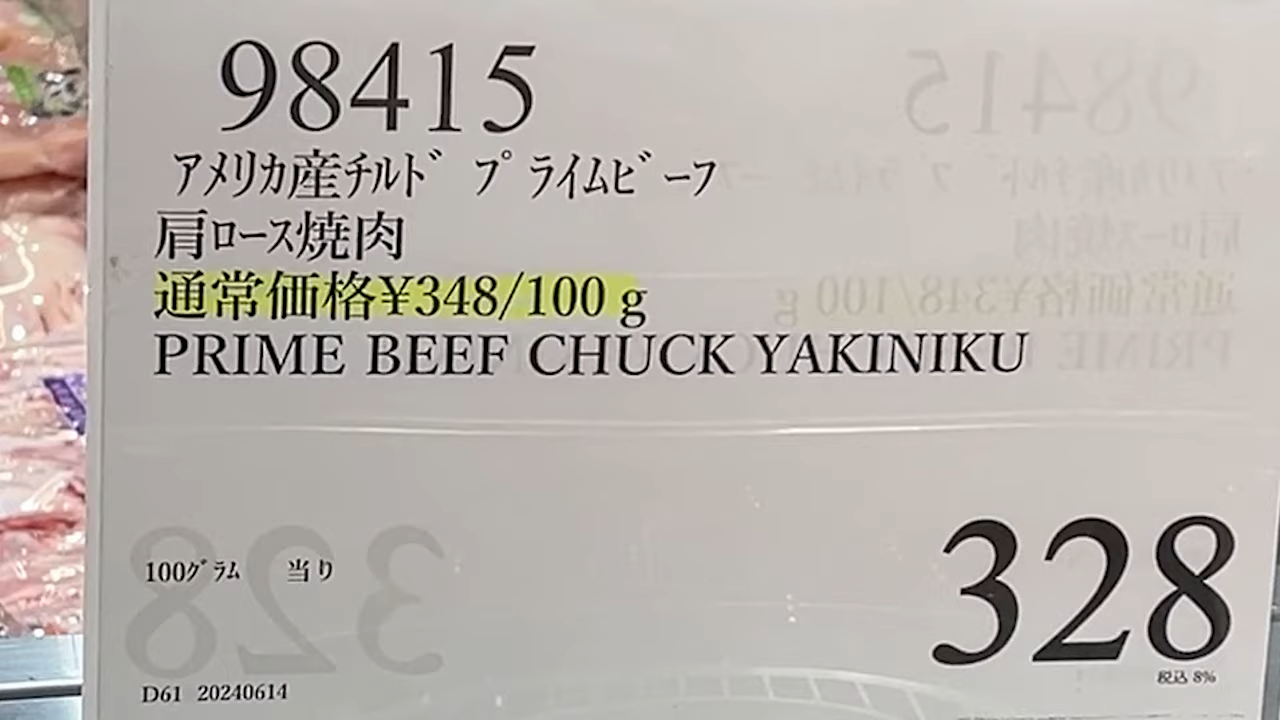 98415
ｱﾒﾘｶ産ﾁﾙﾄﾞ ﾌﾟﾗｲﾑﾋﾞｰﾌ
肩ﾛｰｽ焼肉
通常価格¥348/100 g
PRIME BEEF CHUCK YAKINIKU
100ｸﾞﾗﾑ 当り
328
税込 8%
D61 20240614